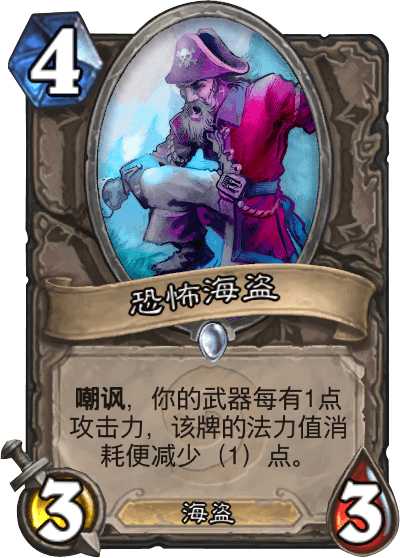 4
恐怖海盗
嘲讽，你的武器每有1点
攻击力，该牌的法力值消
耗便减少（1）点。
3
海盗
3